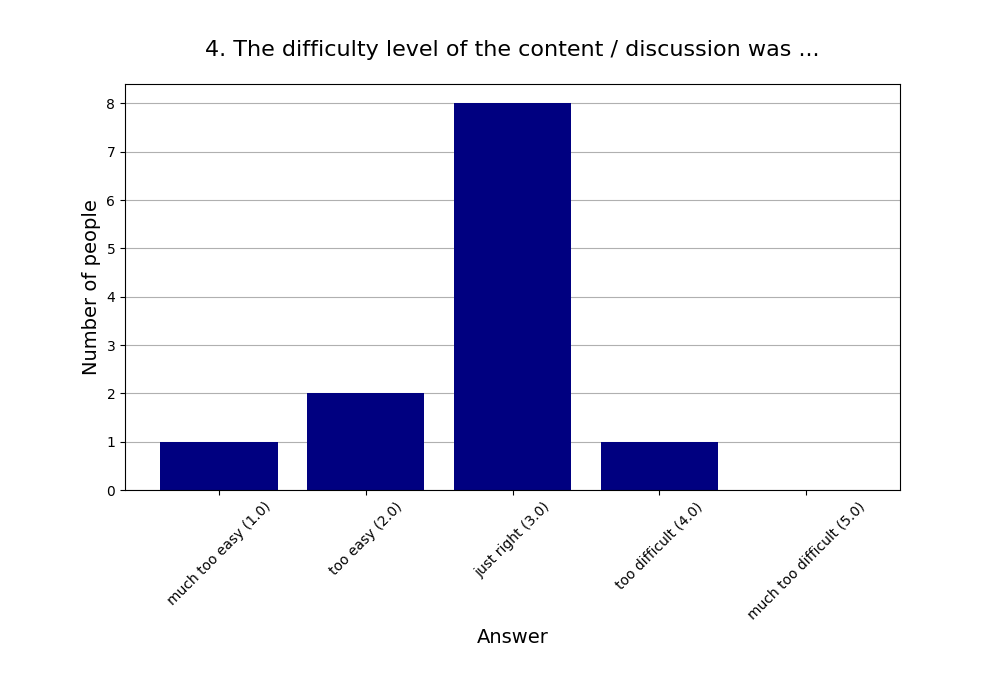 4. The difficulty level of the content / discussion was ...
Number of people
8
7
6
5
4
3
2
1
0
much too easy (1.0)
too easy (2.0)
just right (3.0)
too difficult (4.0)
much too difficult (5.0)
Answer